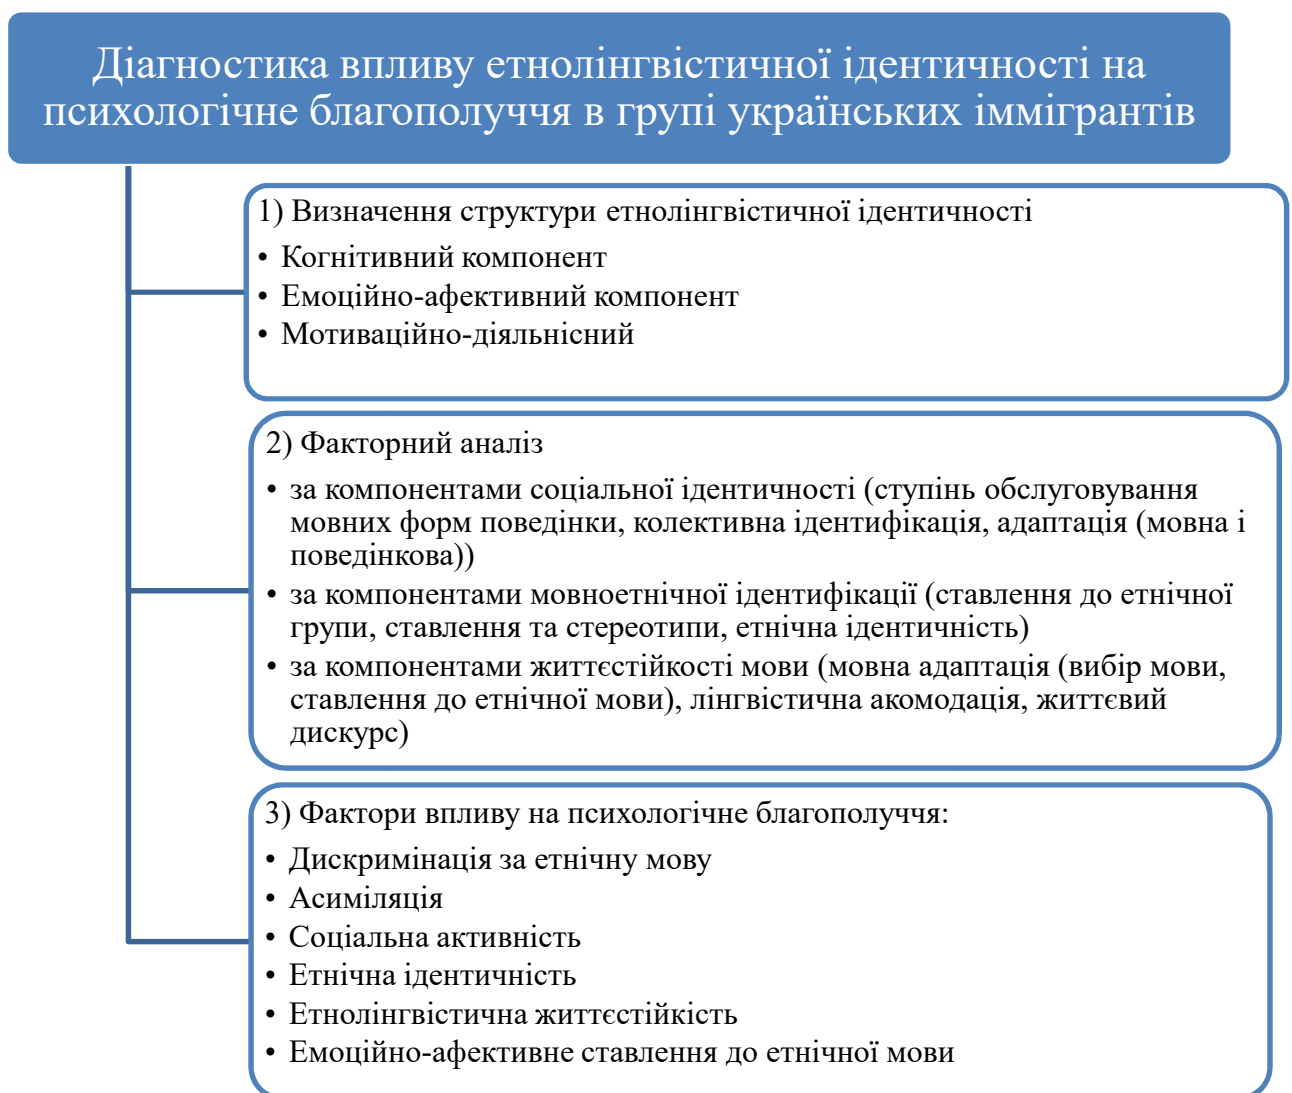 Діагностика впливу етнолінгвістичної ідентичності на
психологічне благополуччя в групі українських іммігрантів
1) Визначення структури етнолінгвістичної ідентичності
• Когнітивний компонент
• Емоційно-афективний компонент
• Мотиваційно-діяльнісний
2) Факторний аналіз
• за компонентами соціальної ідентичності (ступінь обслуговування
мовних форм поведінки, колективна ідентифікація, адаптація (мовна і
поведінкова))
• за компонентами мовноетнічної ідентифікації (ставлення до етнічної
групи, ставлення та стереотипи, етнічна ідентичність)
• за компонентами життєстійкості мови (мовна адаптація (вибір мови,
ставлення до етнічної мови), лінгвістична акомодація, життєвий
дискурс)
3) Фактори впливу на психологічне благополуччя:
• Дискримінація за етнічну мову
• Асиміляція
• Соціальна активність
• Етнічна ідентичність
• Етнолінгвістична життєстійкість
• Емоційно-афективне ставлення до етнічної мови